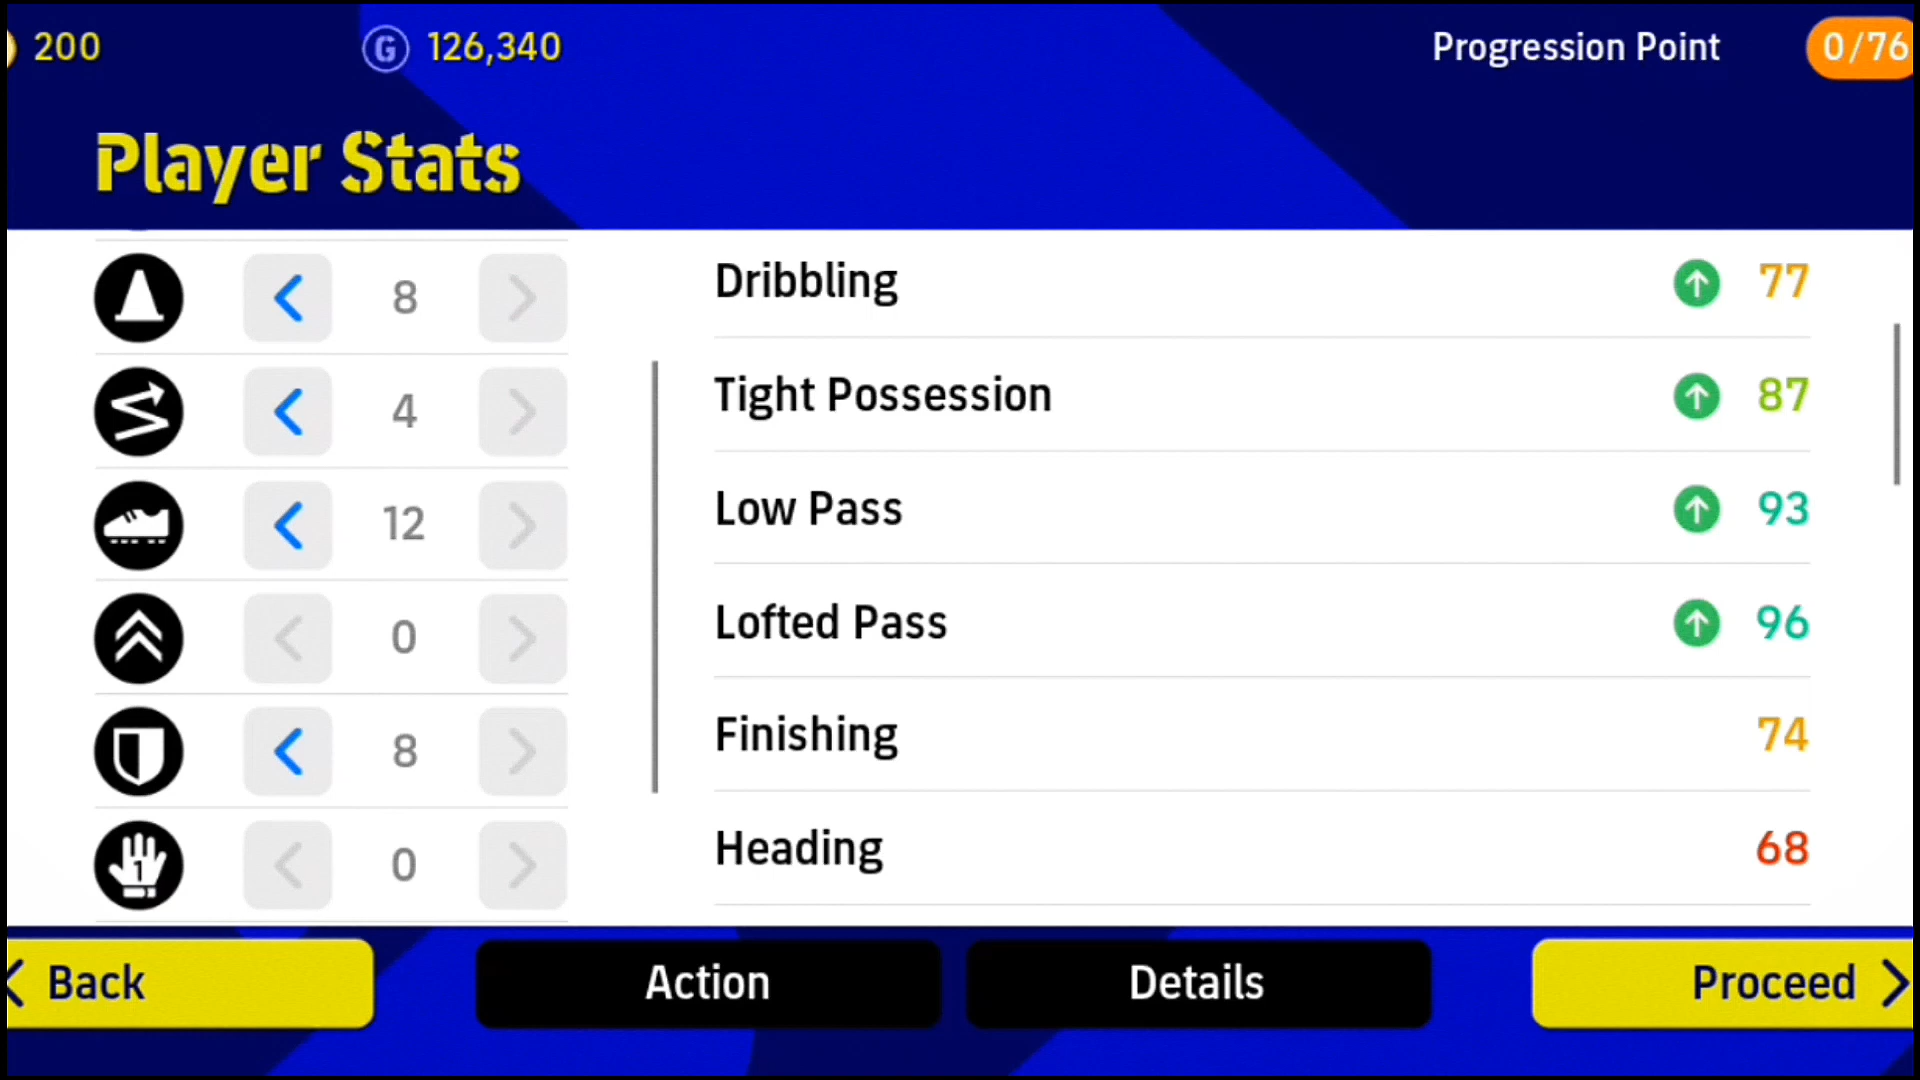 200
G 126,340
Progression Point 0/76
Player Stats
8
4
12
0
8
1 0
Dribbling 77
Tight Possession 87
Low Pass 93
Lofted Pass 96
Finishing 74
Heading 68
Back
Action
Details
Proceed